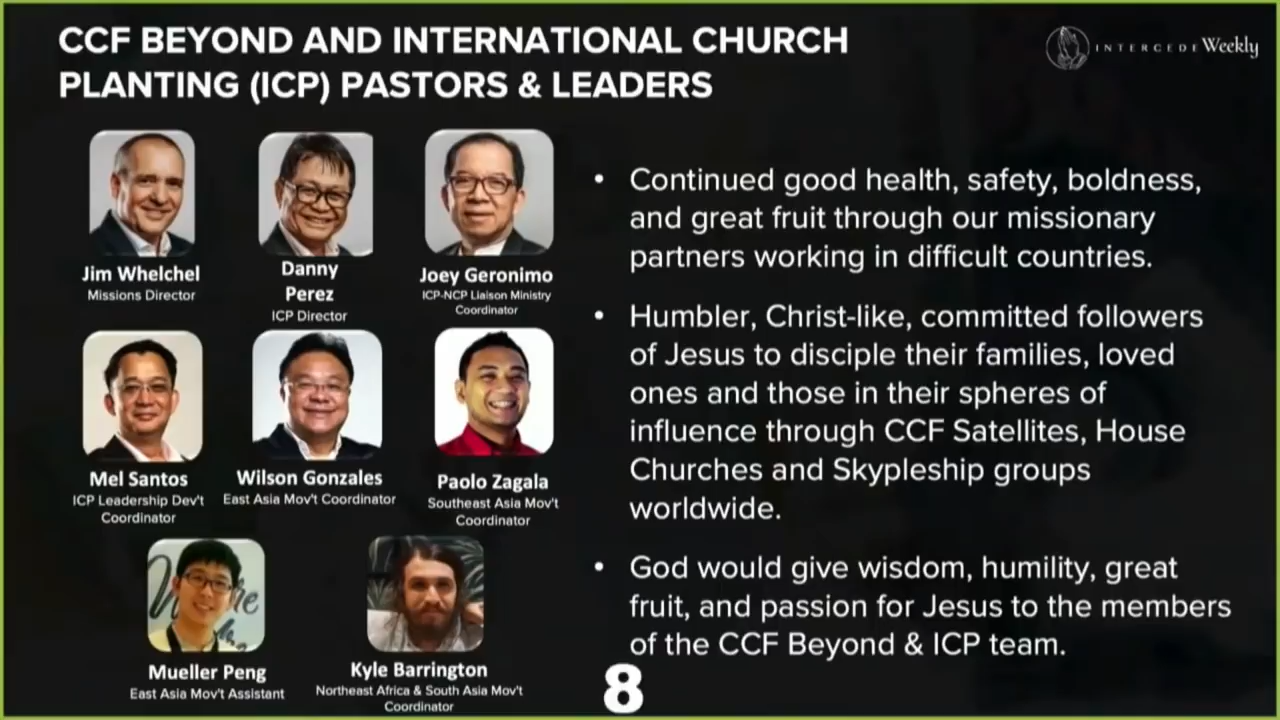 CCF BEYOND AND INTERNATIONAL CHURCH
PLANTING (ICP) PASTORS & LEADERS
INTERCEDE Weekly
Jim Whelchel
Missions Director
Danny
Perez
ICP Director
Joey Geronimo
ICP-NCP Liaison Ministry
Coordinator
Mel Santos
ICP Leadership Dev't
Coordinator
Wilson Gonzales
East Asia Mov't Coordinator
Paolo Zagala
Southeast Asia Mov't
Coordinator
Mueller Peng
East Asia Mov't Assistant
Kyle Barrington
Northeast Africa & South Asia Mov't
Coordinator
• Continued good health, safety, boldness,
and great fruit through our missionary
partners working in difficult countries.
• Humbler, Christ-like, committed followers
of Jesus to disciple their families, loved
ones and those in their spheres of
influence through CCF Satellites, House
Churches and Skypleship groups
worldwide.
• God would give wisdom, humility, great
fruit, and passion for Jesus to the members
of the CCF Beyond & ICP team.
8